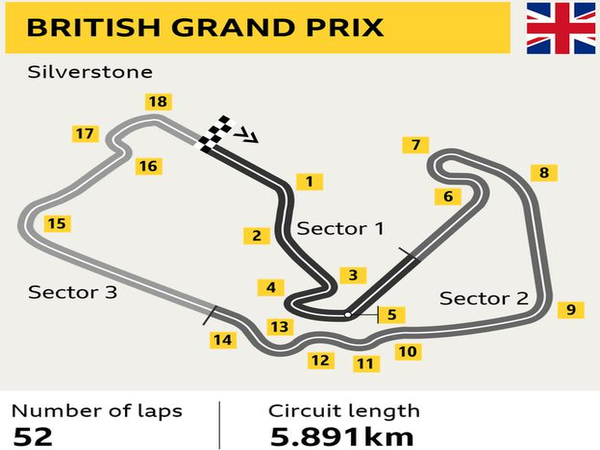 BRITISH GRAND PRIX
Silverstone
18
17
16
7
8
1
6
15
2
Sector 1
3
4
Sector 3
Sector 2
5
9
13
14
12
11
10
Number of laps
52
Circuit length
5.891km